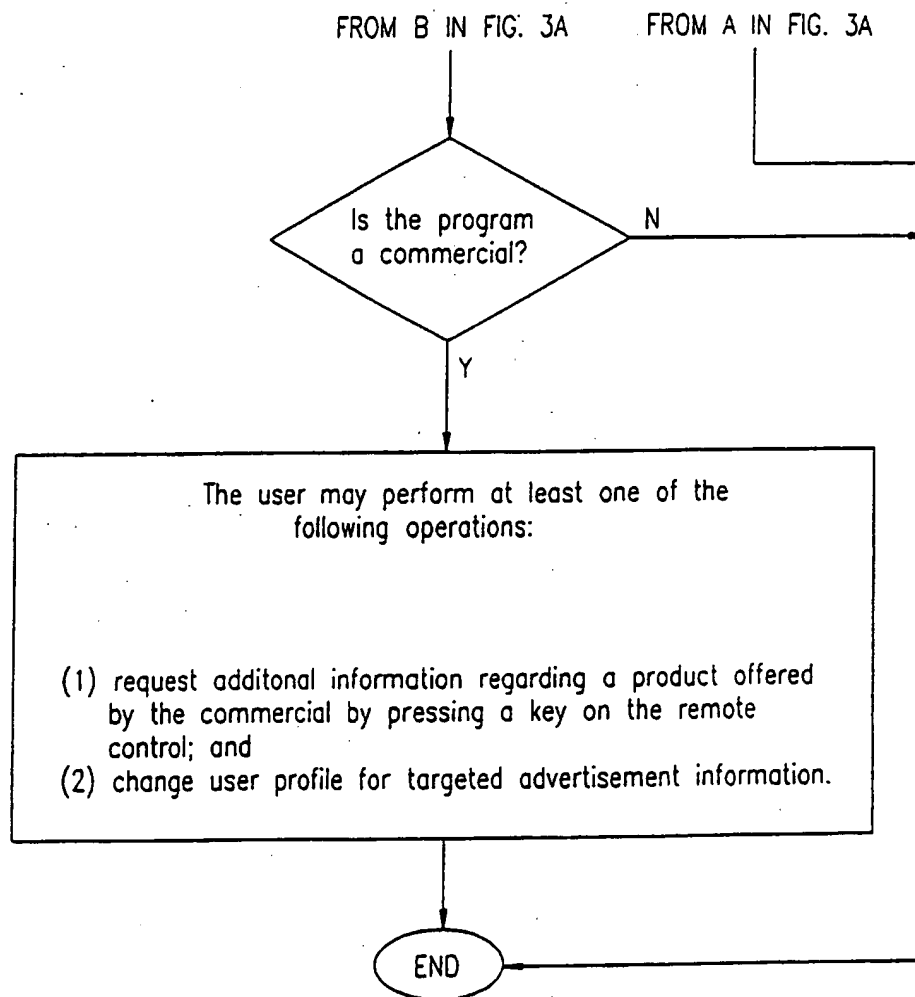 FROM B IN FIG. 3A
FROM A IN FIG. 3A
Is the program
a commercial?
N
Y
The user may perform at least one of the
following operations:
(1) request additonal information regarding a product offered
by the commercial by pressing a key on the remote
control; and
(2) change user profile for targeted advertisement information.
END